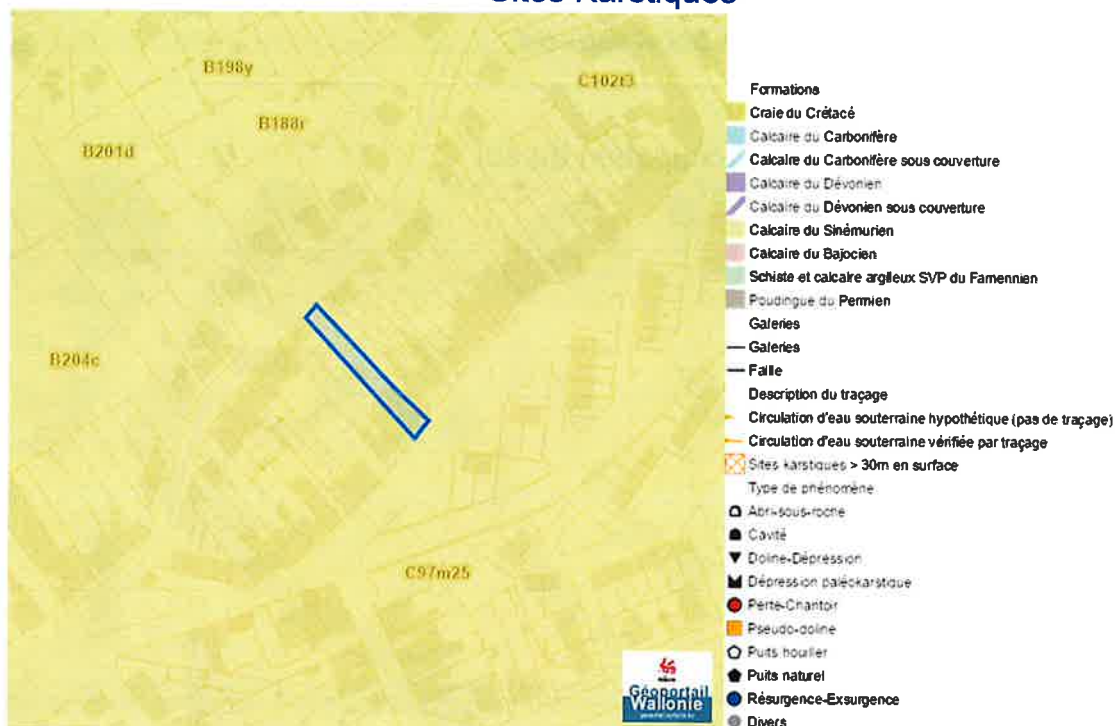 Sites Karstiques
B198y
C102t3
B188r
B201d
B204c
C97m25
Géoportail
Wallonie
Formations
Craie du Crétacé
Calcaire du Carbonifère
Calcaire du Carbonifère sous couverture
Calcaire du Dévonien
Calcaire du Dévonien sous couverture
Calcaire du Sinémurien
Calcaire du Bajocien
Schiste et calcaire argileux SVP du Famennien
Poudingue du Permien
Galeries
Galeries
Faille
Description du traçage
Circulation d'eau souterraine hypothétique (pas de traçage)
Circulation d'eau souterraine vérifiée par traçage
Sites karstiques > 30m en surface
Type de phénomène
Abri-sous-roche
Cavité
Doline-Dépression
Dépression paléokarstique
Perte-Chantoir
Pseudo-doline
Puits houiller
Puits naturel
Résurgence-Exsurgence
Divers